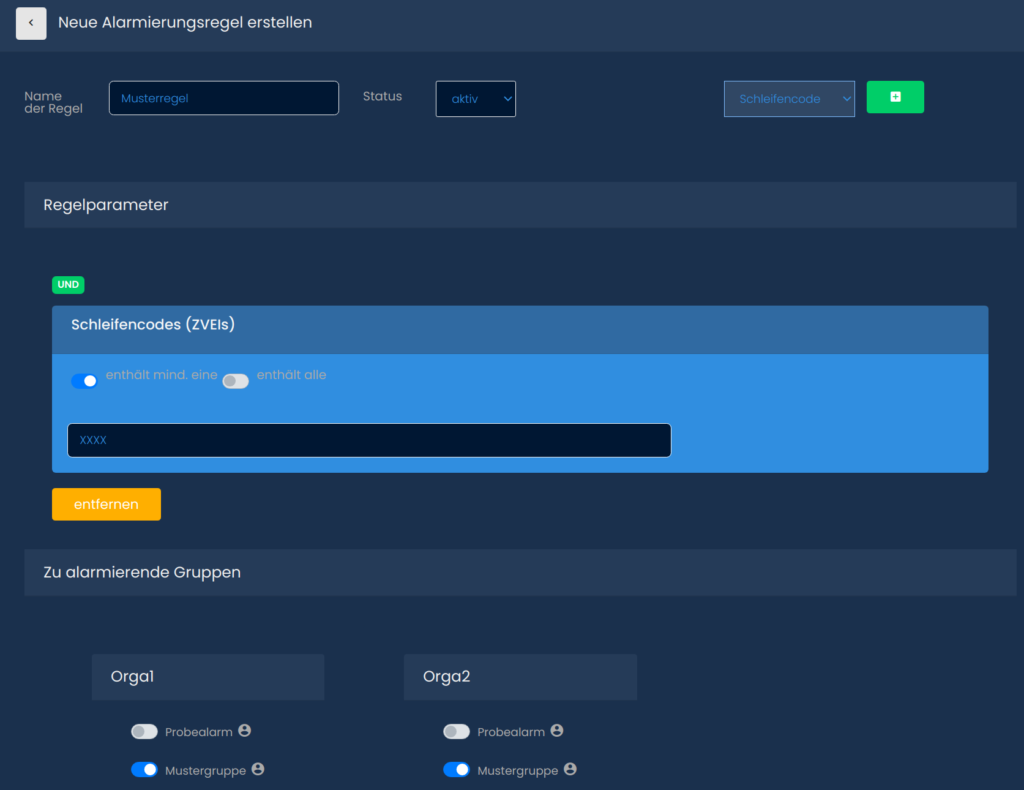 Neue Alarmierungsregel erstellen
Name
der Regel
Musterregel
Status
aktiv
Schleifencode
Regelparameter
UND
Schleifencodes (ZVEIs)
enthält mind. eine
enthält alle
XXXX
entfernen
Zu alarmierende Gruppen
Orga1
Orga2
Probealarm
Probealarm
Mustergruppe
Mustergruppe